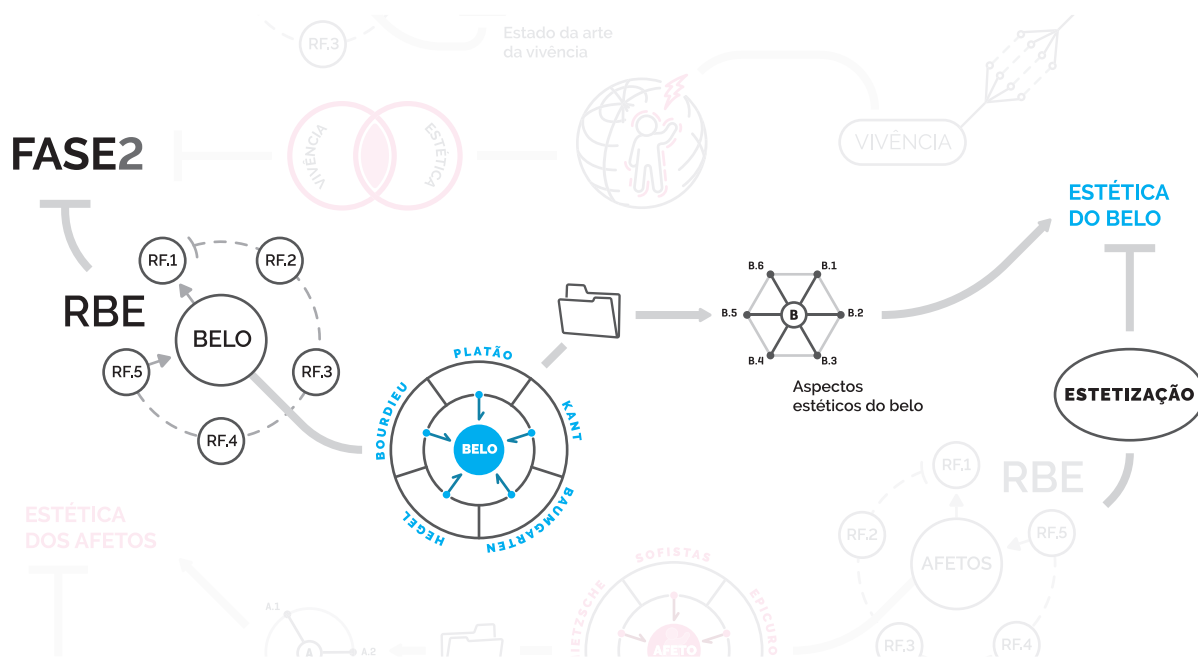 RF.3
Estado da arte
da vivência
VIVÊNCIA
ESTÉTICA
VIVÊNCIA
FASE2
ESTÉTICA
DO BELO
RF.1
RF.2
RBE
BELO
RF.5
RF.3
RF.4
B.6
B.1
B.5
B
B.2
B.4
B.3
Aspectos
estéticos do belo
PLATÃO
BOURDIEU
KANT
BELO
HEGEL
BAUMGARTEN
ESTETIZAÇÃO
RF.1
RBE
RF.2
RF.5
AFETOS
RF.3
RF.4
ESTÉTICA
DOS AFETOS
SOFISTAS
IETZSCHE
EPICURO
AFETO
A.1
A
A.2